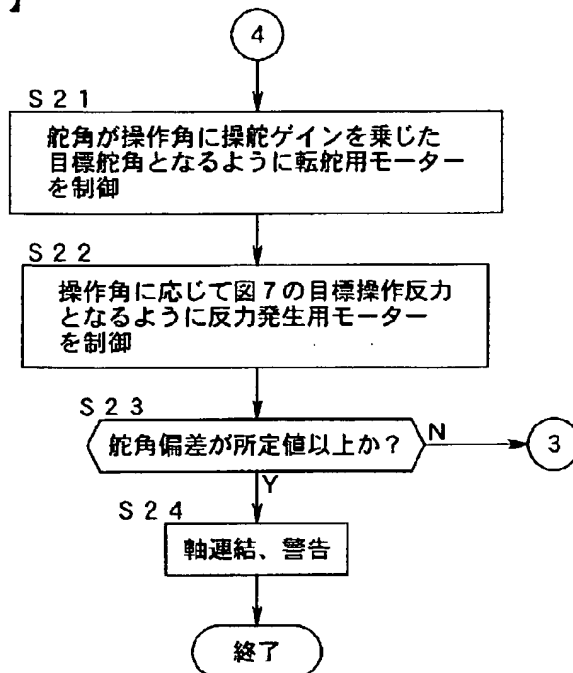 】
4
S21
舵角が操作角に操舵ゲインを乗じた
目標舵角となるように転舵用モーター
を制御
S22
操作角に応じて図7の目標操作反力
となるように反力発生用モーター
を制御
S23
舵角偏差が所定値以上か?
N
3
Y
S24
軸連結、警告
終了